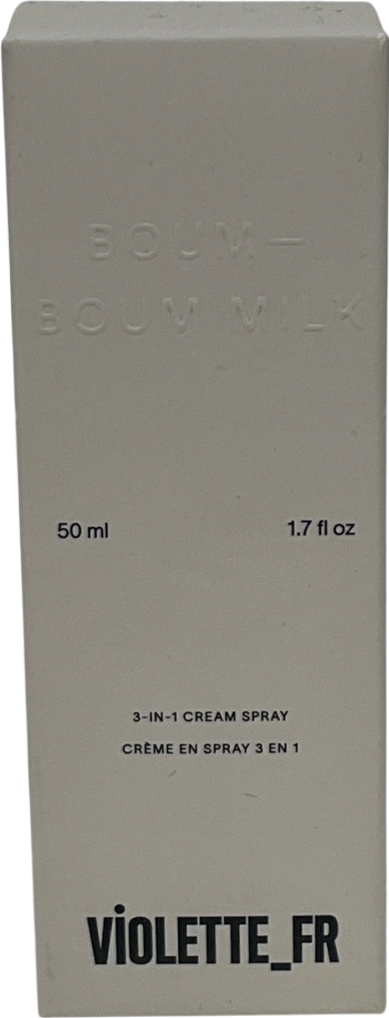 BOUM—
BOUM MILK
50 ml 1.7 fl oz
3-IN-1 CREAM SPRAY
CRÈME EN SPRAY 3 EN 1
VIOLETTE_FR